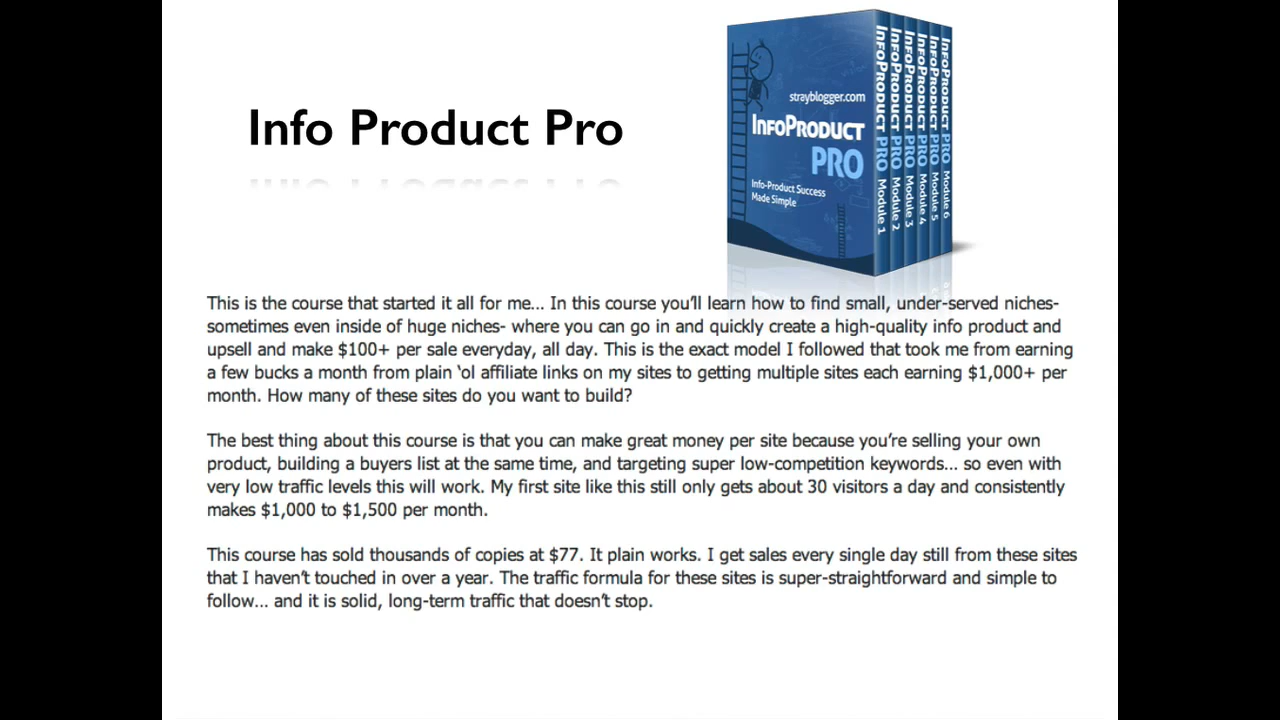 Info Product Pro
strayblogger.com
INFOPRODUCT
PRO
Info-Product Success
Made Simple
INFOPRODUCT PRO Module 1
INFOPRODUCT PRO Module 2
INFOPRODUCT PRO Module 3
INFOPRODUCT PRO Module 4
INFOPRODUCT PRO Module 5
INFOPRODUCT PRO Module 6
This is the course that started it all for me... In this course you’ll learn how to find small, under-served niches-
sometimes even inside of huge niches- where you can go in and quickly create a high-quality info product and
upsell and make $100+ per sale everyday, all day. This is the exact model I followed that took me from earning
a few bucks a month from plain ‘ol affiliate links on my sites to getting multiple sites each earning $1,000+ per
month. How many of these sites do you want to build?
The best thing about this course is that you can make great money per site because you’re selling your own
product, building a buyers list at the same time, and targeting super low-competition keywords... so even with
very low traffic levels this will work. My first site like this still only gets about 30 visitors a day and consistently
makes $1,000 to $1,500 per month.
This course has sold thousands of copies at $77. It plain works. I get sales every single day still from these sites
that I haven’t touched in over a year. The traffic formula for these sites is super-straightforward and simple to
follow... and it is solid, long-term traffic that doesn’t stop.